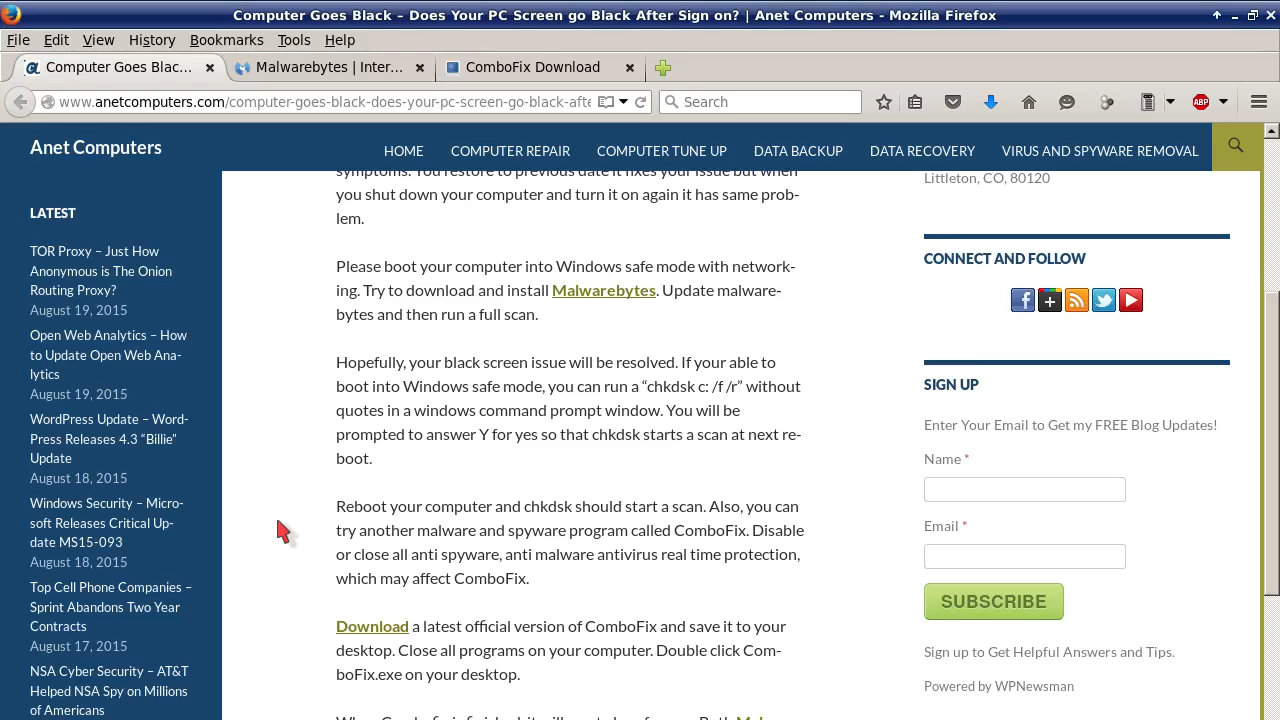 Computer Goes Black – Does Your PC Screen go Black After Sign on? | Anet Computers - Mozilla Firefox
File Edit View History Bookmarks Tools Help
Computer Goes Blac...
Malwarebytes | Inter...
ComboFix Download
www.anetcomputers.com/computer-goes-black-does-your-pc-screen-go-black-afte
Search
ABP
Anet Computers
HOME
COMPUTER REPAIR
COMPUTER TUNE UP
DATA BACKUP
DATA RECOVERY
VIRUS AND SPYWARE REMOVAL
LATEST
TOR Proxy – Just How
Anonymous is The Onion
Routing Proxy?
August 19, 2015
Open Web Analytics – How
to Update Open Web Ana-
lytics
August 19, 2015
WordPress Update – Word-
Press Releases 4.3 “Billie”
Update
August 18, 2015
Windows Security – Micro-
soft Releases Critical Up-
date MS15-093
August 18, 2015
Top Cell Phone Companies –
Sprint Abandons Two Year
Contracts
August 17, 2015
NSA Cyber Security – AT&T
Helped NSA Spy on Millions
of Americans
symptoms. You restore to previous date it fixes your issue but when
you shut down your computer and turn it on again it has same prob-
lem.
Please boot your computer into Windows safe mode with network-
ing. Try to download and install Malwarebytes. Update malware-
bytes and then run a full scan.
Hopefully, your black screen issue will be resolved. If your able to
boot into Windows safe mode, you can run a “chkdsk c: /f /r” without
quotes in a windows command prompt window. You will be
prompted to answer Y for yes so that chkdsk starts a scan at next re-
boot.
Reboot your computer and chkdsk should start a scan. Also, you can
try another malware and spyware program called ComboFix. Disable
or close all anti spyware, anti malware antivirus real time protection,
which may affect ComboFix.
Download a latest official version of ComboFix and save it to your
desktop. Close all programs on your computer. Double click Com-
boFix.exe on your desktop.
Littleton, CO, 80120
CONNECT AND FOLLOW
SIGN UP
Enter Your Email to Get my FREE Blog Updates!
Name *
Email *
SUBSCRIBE
Sign up to Get Helpful Answers and Tips.
Powered by WPNewsman